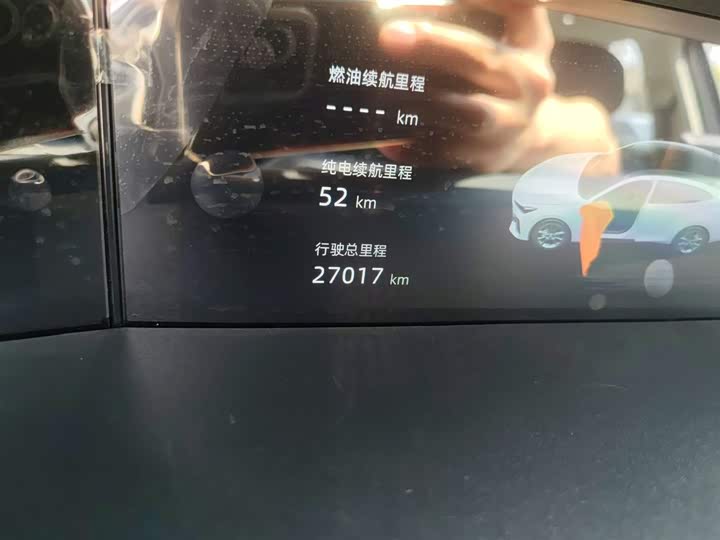 燃油续航里程
---- km
纯电续航里程
52 km
行驶总里程
27017 km